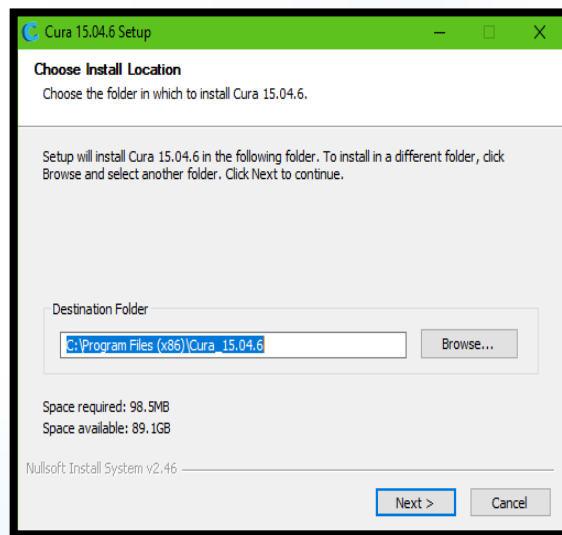 Cura 15.04.6 Setup
Choose Install Location
Choose the folder in which to install Cura 15.04.6.
Setup will install Cura 15.04.6 in the following folder. To install in a different folder, click
Browse and select another folder. Click Next to continue.
Destination Folder
C:\Program Files (x86)\Cura_15.04.6
Browse...
Space required: 98.5MB
Space available: 89.1GB
Nullsoft Install System v2.46
Next >
Cancel